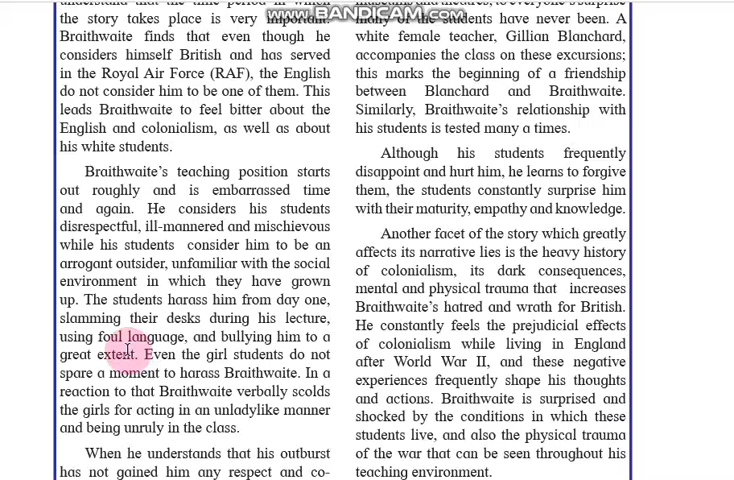 WWW.BANDICAM.COM
understand that the time period in which
the story takes place is very important.
Braithwaite finds that even though he
considers himself British and has served
in the Royal Air Force (RAF), the English
do not consider him to be one of them. This
leads Braithwaite to feel bitter about the
English and colonialism, as well as about
his white students.
Braithwaite’s teaching position starts
out roughly and is embarrassed time
and again. He considers his students
disrespectful, ill-mannered and mischievous
while his students consider him to be an
arrogant outsider, unfamiliar with the social
environment in which they have grown
up. The students harass him from day one,
slamming their desks during his lecture,
using foul language, and bullying him to a
great extent. Even the girl students do not
spare a moment to harass Braithwaite. In a
reaction to that Braithwaite verbally scolds
the girls for acting in an unladylike manner
and being unruly in the class.
When he understands that his outburst
has not gained him any respect and co-
museums and theatres, to everyone’s surprise
many of the students have never been. A
white female teacher, Gillian Blanchard,
accompanies the class on these excursions;
this marks the beginning of a friendship
between Blanchard and Braithwaite.
Similarly, Braithwaite’s relationship with
his students is tested many a times.
Although his students frequently
disappoint and hurt him, he learns to forgive
them, the students constantly surprise him
with their maturity, empathy and knowledge.
Another facet of the story which greatly
affects its narrative lies is the heavy history
of colonialism, its dark consequences,
mental and physical trauma that increases
Braithwaite’s hatred and wrath for British.
He constantly feels the prejudicial effects
of colonialism while living in England
after World War II, and these negative
experiences frequently shape his thoughts
and actions. Braithwaite is surprised and
shocked by the conditions in which these
students live, and also the physical trauma
of the war that can be seen throughout his
teaching environment.